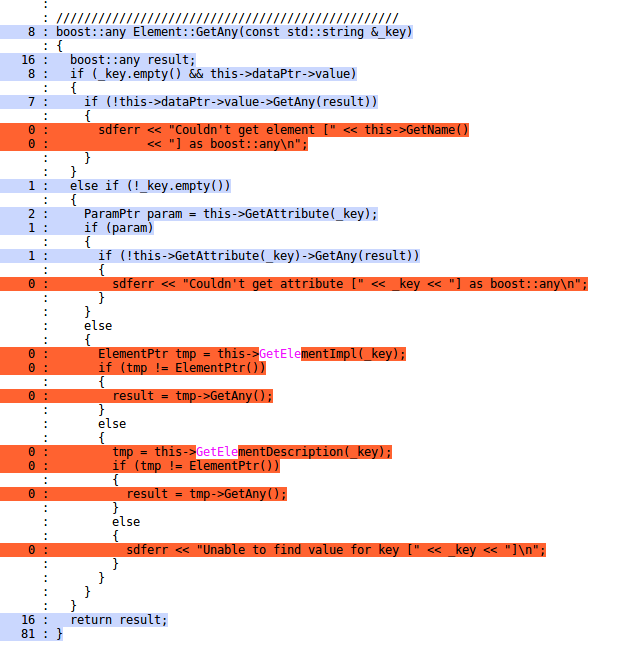 :
: /////////////////////////////////////////////////
8 : boost::any Element::GetAny(const std::string &_key)
: {
16 :   boost::any result;
8 :   if (_key.empty() && this->dataPtr->value)
:   {
7 :     if (!this->dataPtr->value->GetAny(result))
:     {
0 :       sdferr << "Couldn't get element [" << this->GetName()
0 :              << "] as boost::any\n";
:     }
:   }
1 :   else if (!_key.empty())
:   {
2 :     ParamPtr param = this->GetAttribute(_key);
1 :     if (param)
:     {
1 :       if (!this->GetAttribute(_key)->GetAny(result))
:       {
0 :         sdferr << "Couldn't get attribute [" << _key << "] as boost::any\n";
:       }
:     }
:     else
:     {
0 :       ElementPtr tmp = this->GetElementImpl(_key);
0 :       if (tmp != ElementPtr())
:       {
0 :         result = tmp->GetAny();
:       }
:       else
:       {
0 :         tmp = this->GetElementDescription(_key);
0 :         if (tmp != ElementPtr())
:         {
0 :           result = tmp->GetAny();
:         }
:         else
:         {
0 :           sdferr << "Unable to find value for key [" << _key << "]\n";
:         }
:       }
:     }
:   }
16 :   return result;
81 : }